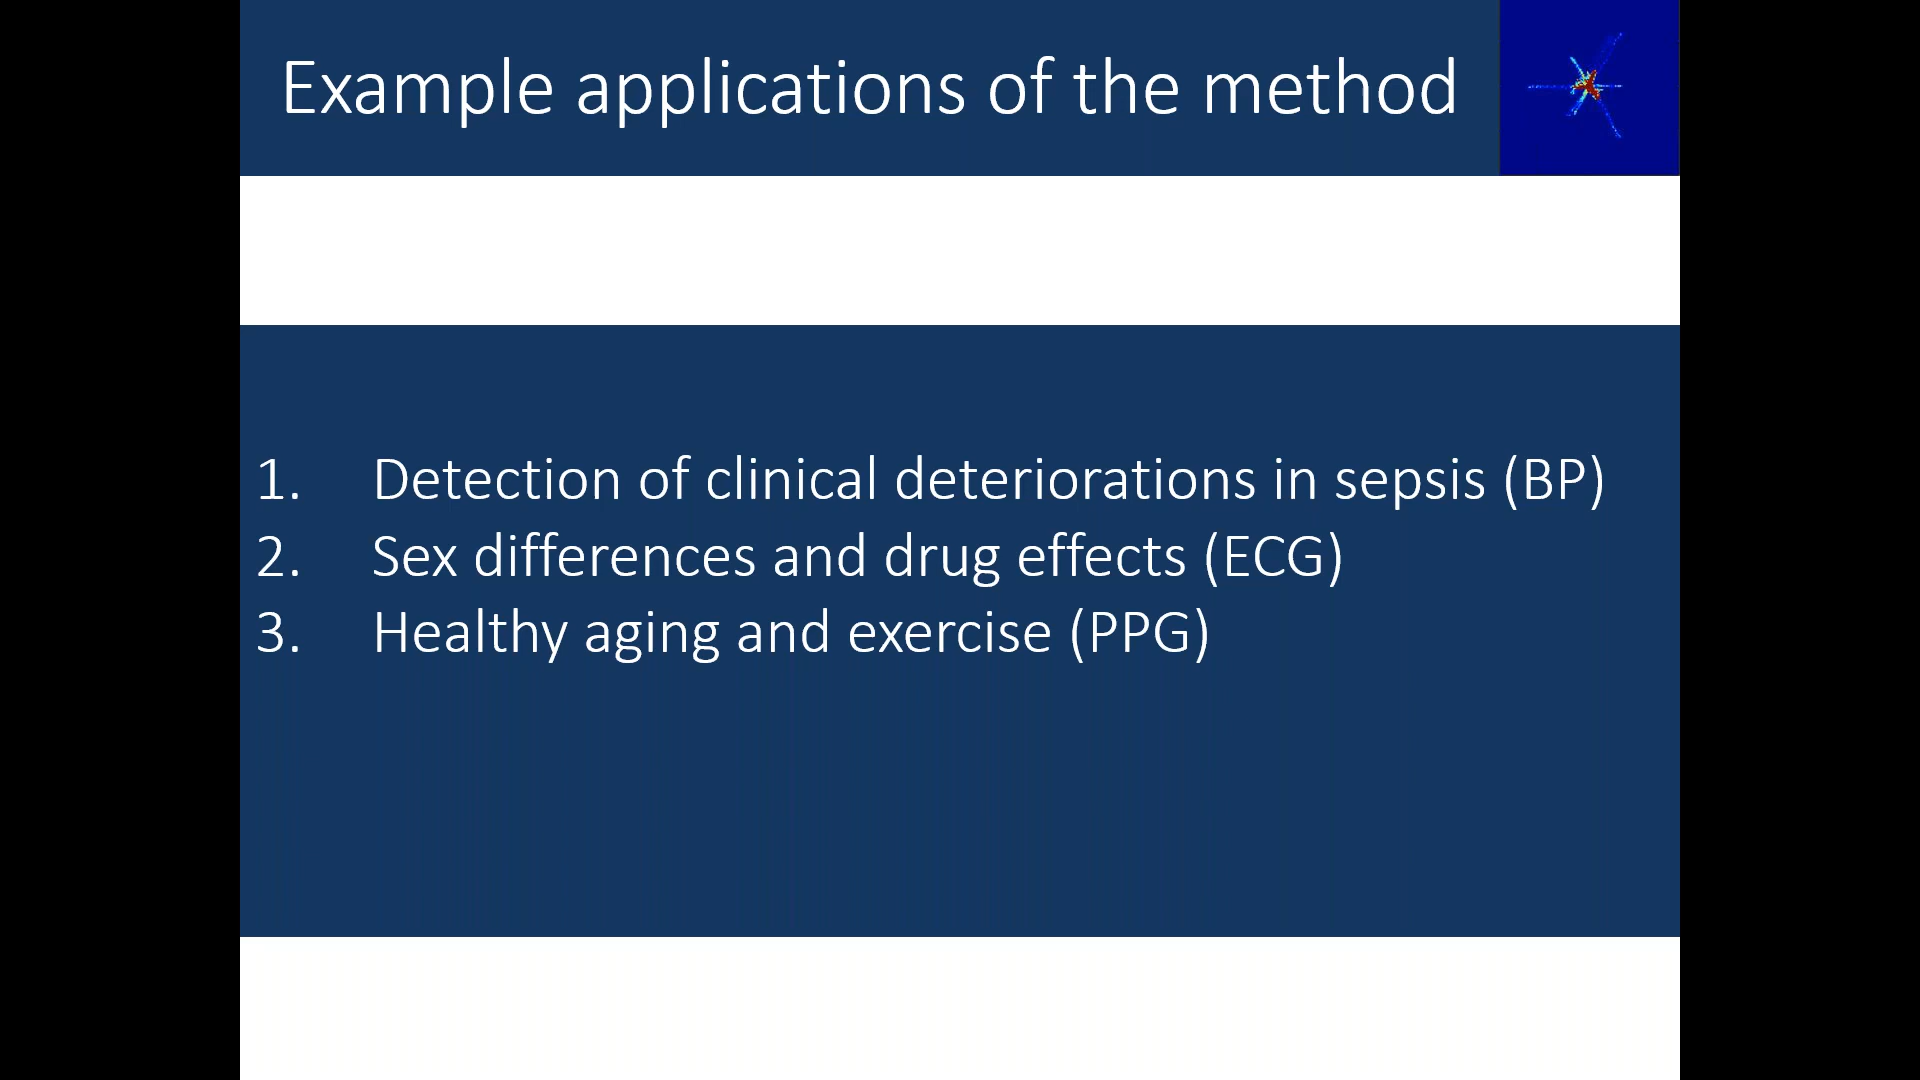 Example applications of the method
1. Detection of clinical deteriorations in sepsis (BP)
2. Sex differences and drug effects (ECG)
3. Healthy aging and exercise (PPG)